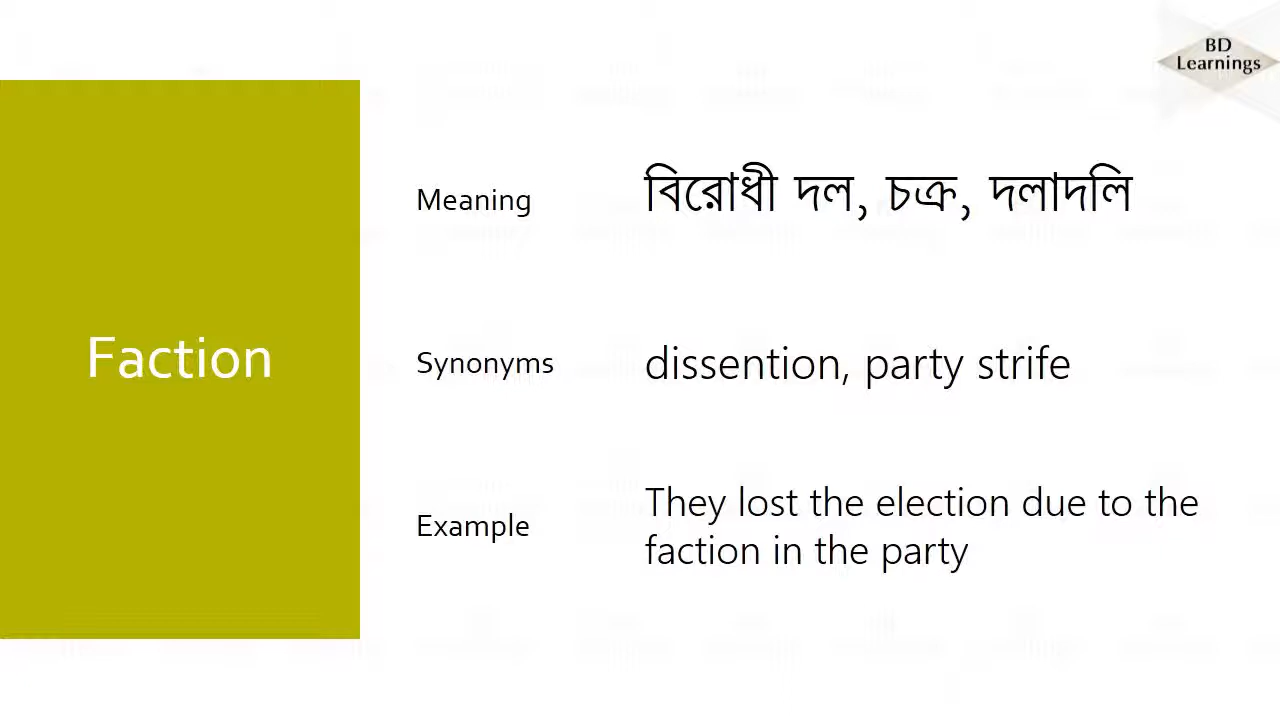 BD
Learnings
Meaning
বিরোধী দল, চক্র, দলাদলি
Faction
Synonyms
dissention, party strife
Example
They lost the election due to the
faction in the party